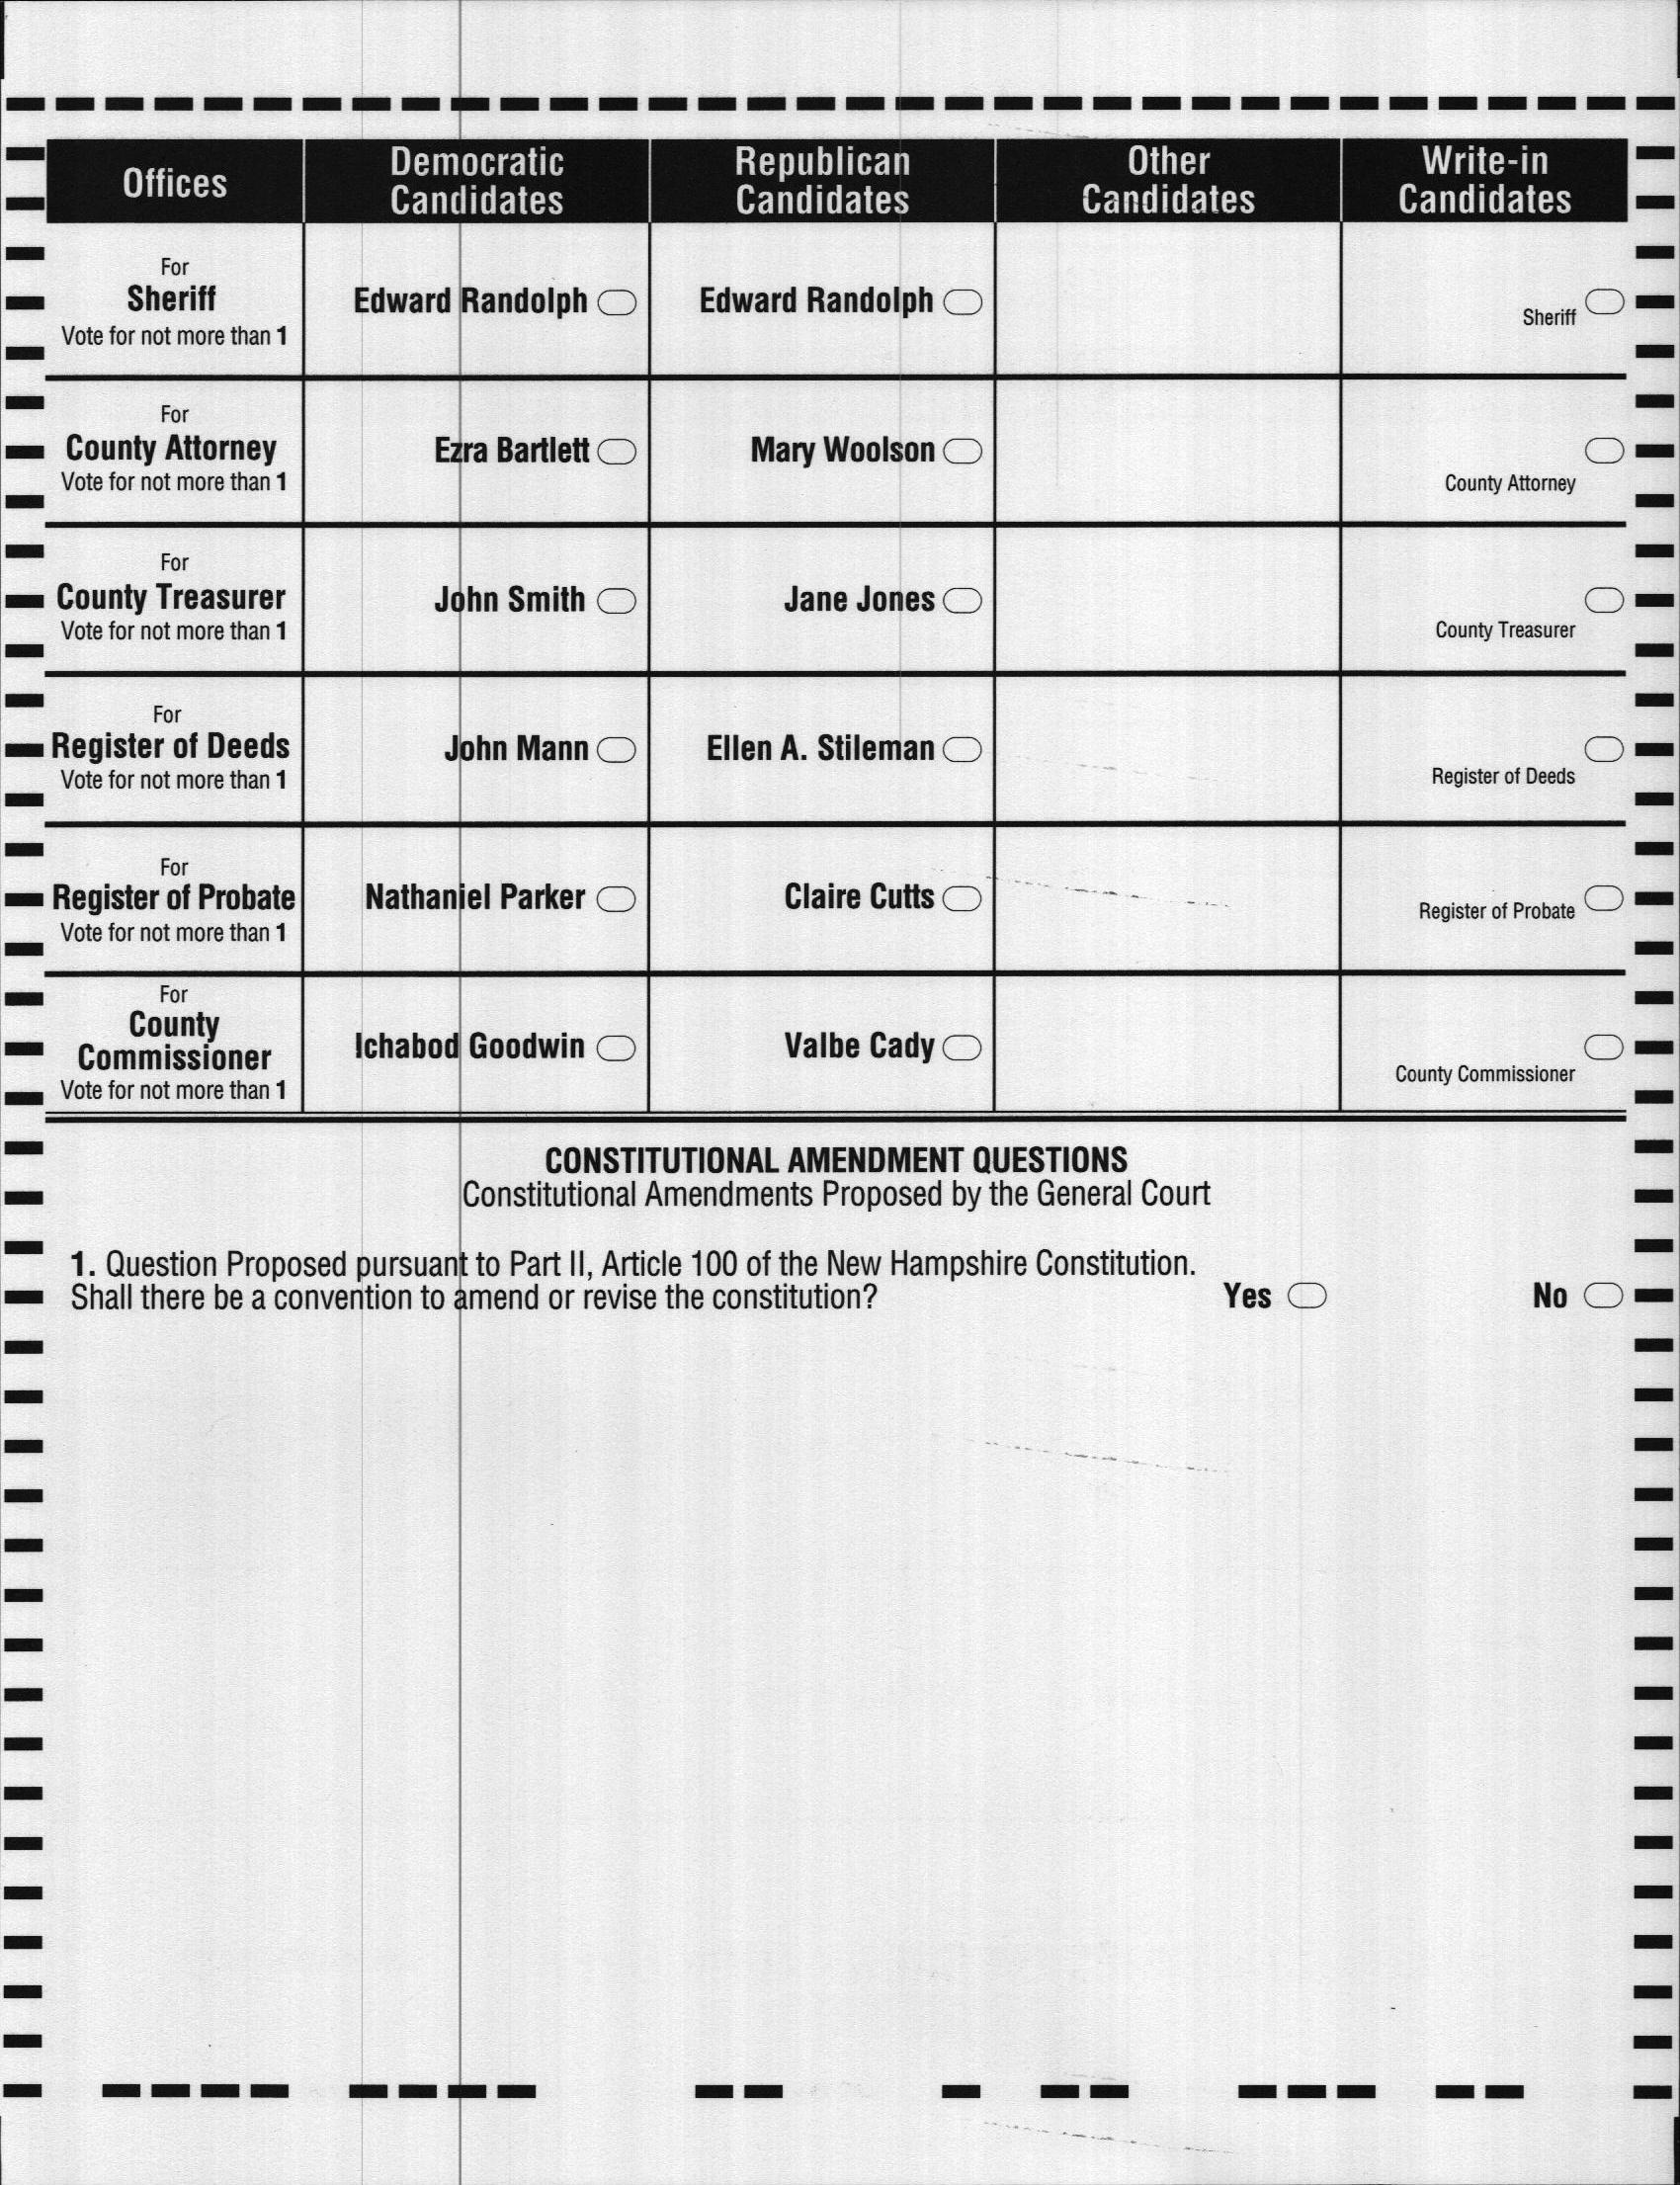 Offices
Democratic
Candidates
Republican
Candidates
Other
Candidates
Write-in
Candidates
For
Sheriff
Vote for not more than 1
Edward Randolph
Edward Randolph
Sheriff
For
County Attorney
Vote for not more than 1
Ezra Bartlett
Mary Woolson
County Attorney
For
County Treasurer
Vote for not more than 1
John Smith
Jane Jones
County Treasurer
For
Register of Deeds
Vote for not more than 1
John Mann
Ellen A. Stileman
Register of Deeds
For
Register of Probate
Vote for not more than 1
Nathaniel Parker
Claire Cutts
Register of Probate
For
County
Commissioner
Vote for not more than 1
Ichabod Goodwin
Valbe Cady
County Commissioner
CONSTITUTIONAL AMENDMENT QUESTIONS
Constitutional Amendments Proposed by the General Court
1. Question Proposed pursuant to Part II, Article 100 of the New Hampshire Constitution.
Shall there be a convention to amend or revise the constitution? Yes No